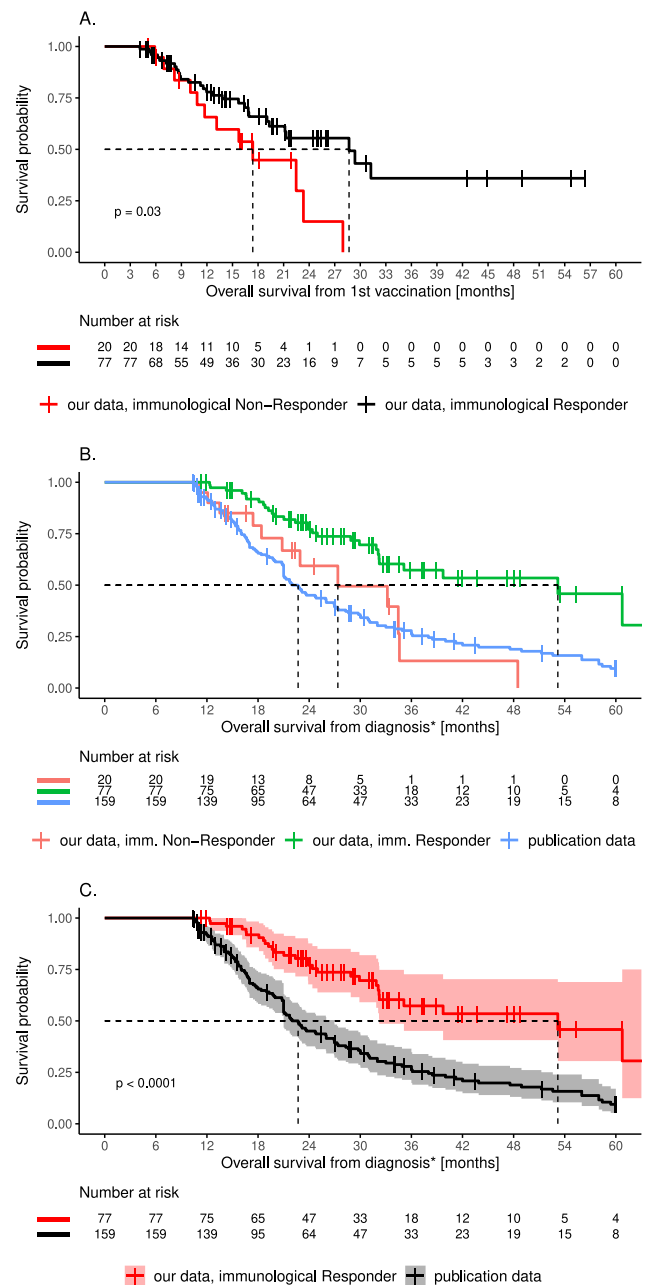 A.
Survival probability
1.00
0.75
0.50
0.25
0.00
p = 0.03
0 3 6 9 12 15 18 21 24 27 30 33 36 39 42 45 48 51 54 57 60
Overall survival from 1st vaccination [months]
Number at risk
20 20 18 14 11 10 5 4 1 1 0 0 0 0 0 0 0 0 0 0 0
77 77 68 55 49 36 30 23 16 9 7 5 5 5 5 3 3 2 2 0 0
our data, immunological Non−Responder our data, immunological Responder
B.
Survival probability
1.00
0.75
0.50
0.25
0.00
0 6 12 18 24 30 36 42 48 54 60
Overall survival from diagnosis* [months]
Number at risk
20 20 19 13 8 5 1 1 1 0 0
77 77 75 65 47 33 18 12 10 5 4
159 159 139 95 64 47 33 23 19 15 8
our data, imm. Non−Responder our data, imm. Responder publication data
C.
Survival probability
1.00
0.75
0.50
0.25
0.00
p < 0.0001
0 6 12 18 24 30 36 42 48 54 60
Overall survival from diagnosis* [months]
Number at risk
77 77 75 65 47 33 18 12 10 5 4
159 159 139 95 64 47 33 23 19 15 8
our data, immunological Responder publication data